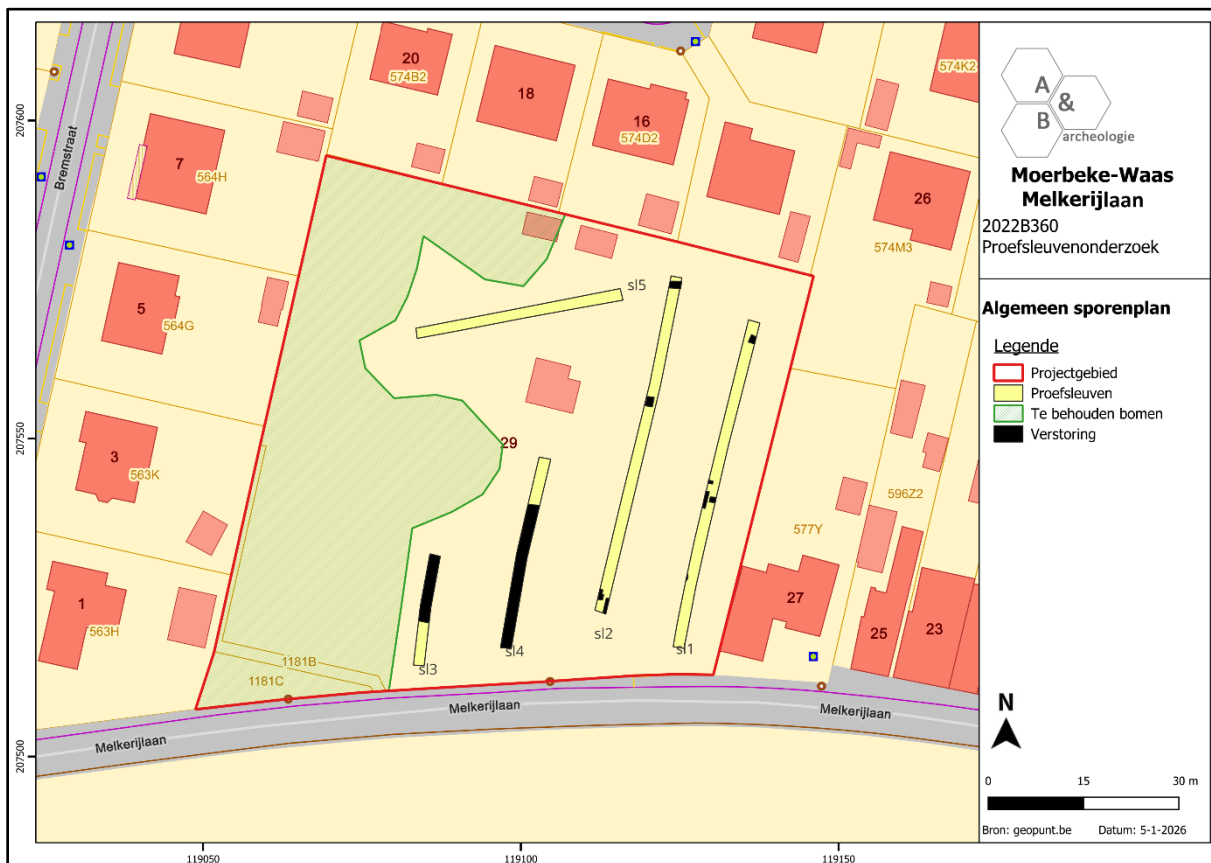 207600
207550
207500
119050
119100
119150
Bremstraat
20
574B2
18
16
574D2
574K2
7
564H
26
574M3
5
564G
sl5
3
563K
29
596Z2
577Y
1
563H
27
25
23
sl2
sl1
sl4
sl3
1181B
1181C
Melkerijlaan
Melkerijlaan
Melkerijlaan
A
&
B
archeologie
Moerbeke-Waas
Melkerijlaan
2022B360
Proefsleuvenonderzoek
Algemeen sporenplan
Legende
Projectgebied
Proefsleuven
Te behouden bomen
Verstoring
N
0 15 30 m
Bron: geopunt.be Datum: 5-1-2026